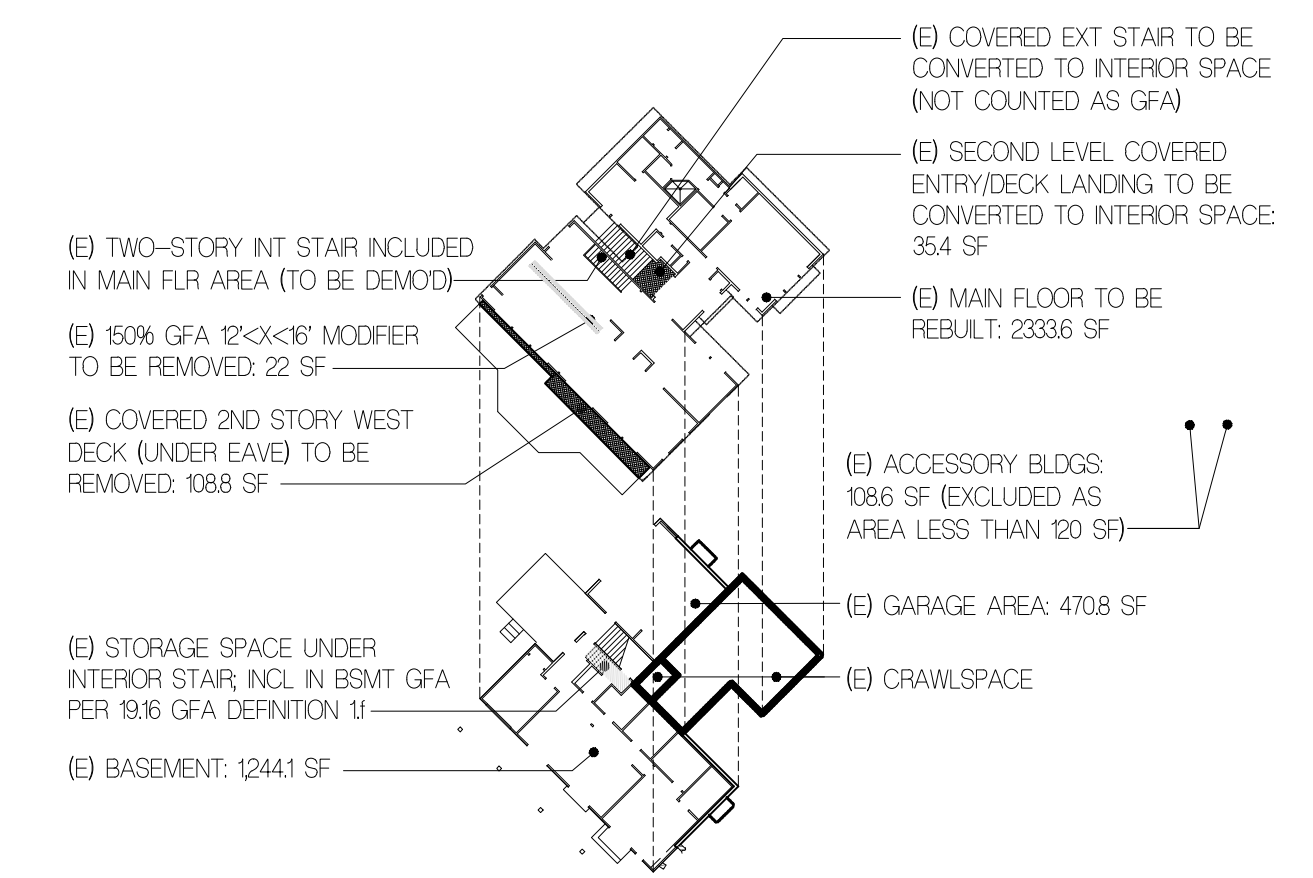 (E) COVERED EXT STAIR TO BE
CONVERTED TO INTERIOR SPACE
(NOT COUNTED AS GFA)
(E) SECOND LEVEL COVERED
ENTRY/DECK LANDING TO BE
CONVERTED TO INTERIOR SPACE:
35.4 SF
(E) TWO-STORY INT STAIR INCLUDED
IN MAIN FLR AREA (TO BE DEMO'D)
(E) MAIN FLOOR TO BE
REBUILT: 2333.6 SF
(E) 150% GFA 12'<X<16' MODIFIER
TO BE REMOVED: 22 SF
(E) COVERED 2ND STORY WEST
DECK (UNDER EAVE) TO BE
REMOVED: 108.8 SF
(E) ACCESSORY BLDGS:
108.6 SF (EXCLUDED AS
AREA LESS THAN 120 SF)
(E) GARAGE AREA: 470.8 SF
(E) STORAGE SPACE UNDER
INTERIOR STAIR; INCL IN BSMT GFA
PER 19.16 GFA DEFINITION 1.f
(E) CRAWLSPACE
(E) BASEMENT: 1,244.1 SF